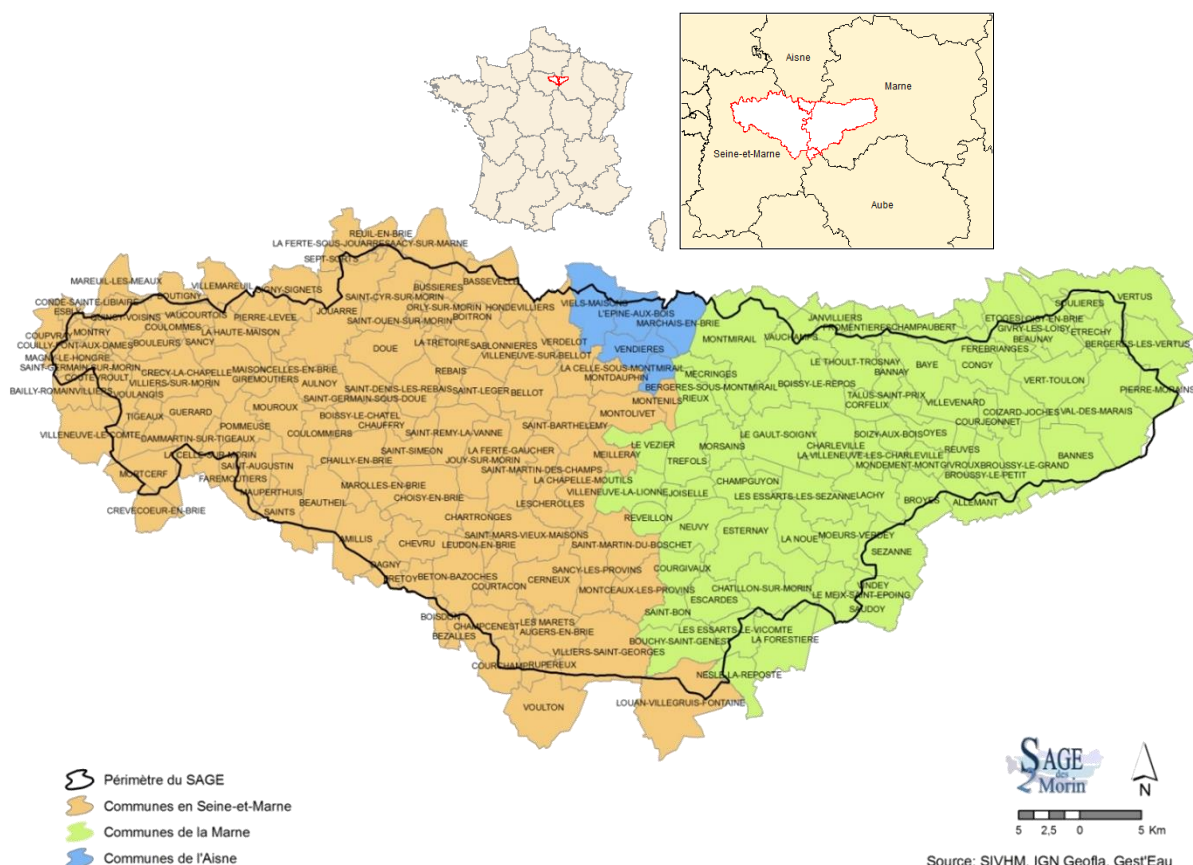 Aisne
Marne
Seine-et-Marne
Aube
REUIL-EN-BRIE
LA FERTE-SOUS-JOUARRE
SAACY-SUR-MARNE
SEPT-SORTS
MAREUIL-LES-MEAUX
VILLEMAREUIL
SIGNY-SIGNETS
BUSSIERES
BASSEVELLE
BOUTIGNY
CONDE-SAINTE-LIBIAIRE
VAUCOURTOIS
PIERRE-LEVEE
JOUARRE
SAINT-CYR-SUR-MORIN
ORLY-SUR-MORIN
HONDEVILLIERS
VIELS-MAISONS
L'EPINE-AUX-BOIS
MARCHAIS-EN-BRIE
VENDIERES
COUPVRAY
MONTRY
COULOMMES
LA HAUTE-MAISON
SAINT-OUEN-SUR-MORIN
BOITRON
COUILLY-PONT-AUX-DAMES
BOULEURS
SANCY
DOUE
LA TRETOIRE
SABLONNIERES
VERDELOT
VILLENEUVE-SUR-BELLOT
MAGNY-LE-HONGRE
SAINT-GERMAIN-SUR-MORIN
COUTEVROULT
CRECY-LA-CHAPELLE
MAISONCELLES-EN-BRIE
GIREMOUTIERS
AULNOY
REBAIS
LA CELLE-SOUS-MONTMIRAIL
MONTDAUPHIN
BAILLY-ROMAINVILLIERS
VOULANGIS
VILLIERS-SUR-MORIN
SAINT-DENIS-LES-REBAIS
SAINT-LEGER
BELLOT
MONTENILS
TIGEAUX
GUERARD
MOUROUX
SAINT-GERMAIN-SOUS-DOUE
BOISSY-LE-CHATEL
CHAUFFRY
MONTOLIVET
VILLENEUVE-LE-COMTE
DAMMARTIN-SUR-TIGEAUX
POMMEUSE
COULOMMIERS
SAINT-REMY-LA-VANNE
SAINT-BARTHELEMY
LA CELLE-SUR-MORIN
SAINT-SIMEON
LA FERTE-GAUCHER
MEILLERAY
MORTCERF
SAINT-AUGUSTIN
CHAILLY-EN-BRIE
JOUY-SUR-MORIN
FAREMOUTIERS
SAINT-MARTIN-DES-CHAMPS
CREVECOEUR-EN-BRIE
MAUPERTHUIS
MAROLLES-EN-BRIE
LA CHAPELLE-MOUTILS
SAINTS
BEAUTHEIL
CHOISY-EN-BRIE
LESCHEROLLES
CHARTRONGES
AMILLIS
CHEVRU
SAINT-MARS-VIEUX-MAISONS
LEUDON-EN-BRIE
SAINT-MARTIN-DU-BOSCHET
DAGNY
BETON-BAZOCHES
CERNEUX
SANCY-LES-PROVINS
COURTACON
MONTCEAUX-LES-PROVINS
BOISDON
CHAMPCENEST
LES MARETS
AUGERS-EN-BRIE
BEZALLES
VILLIERS-SAINT-GEORGES
COURCHAMP
RUPEREUX
VOULTON
LOUAN-VILLEGRUIS-FONTAINE
MONTMIRAIL
VAUCHAMPS
JANVILLIERS
FROMENTIERES
CHAMPAUBERT
ETOGES
LOISY-EN-BRIE
SOULIERES
VERTUS
GIVRY-LES-LOISY
ETRECHY
BEAUNAY
BERGERES-LES-VERTUS
FEREBRIANGES
MECRINGES
LE THOULT-TROSNAY
BANNAY
BAYE
CONGY
VERT-TOULON
BERGERES-SOUS-MONTMIRAIL
RIEUX
BOISSY-LE-REPOS
TALUS-SAINT-PRIX
CORFELIX
VILLEVENARD
PIERRE-MORAINS
COIZARD-JOCHES
VAL-DES-MARAIS
COURJEONNET
LE VEZIER
MORSAINS
LE GAULT-SOIGNY
CHARLEVILLE
SOIZY-AUX-BOIS
OYES
REUVES
BANNES
TREFOLS
LA VILLENEUVE-LES-CHARLEVILLE
MONDEMENT-MONTGIVROUX
BROUSSY-LE-GRAND
BROUSSY-LE-PETIT
VILLENEUVE-LA-LIONNE
JOISELLE
CHAMPGUYON
LES ESSARTS-LES-SEZANNE
LACHY
BROYES
ALLEMANT
REVEILLON
NEUVY
ESTERNAY
LA NOUE
MOEURS-VERDEY
SEZANNE
COURGIVAUX
CHATILLON-SUR-MORIN
VINDEY
LE MEIX-SAINT-EPOING
ESCARDES
SAUDOY
SAINT-BON
LES ESSARTS-LE-VICOMTE
BOUCHY-SAINT-GENEST
LA FORESTIERE
NESLE-LA-REPOSTE
Périmètre du SAGE
Communes en Seine-et-Marne
Communes de la Marne
Communes de l'Aisne
SAGE
des
2 Morin
N
5 2,5 0 5 Km
Source: SIVHM, IGN Geofla, Gest'Eau